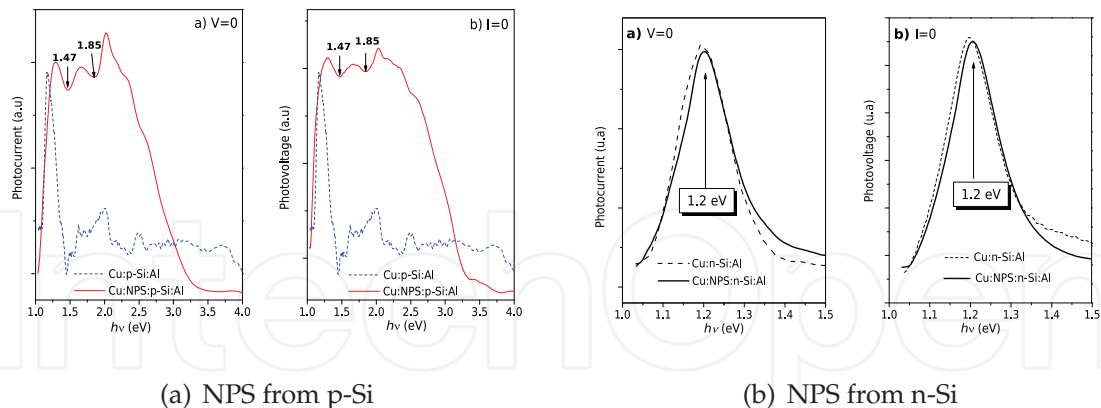 a) V=0
1.47
1.85
Photocurrent (a.u)
Cu:p-Si:Al
Cu:NPS:p-Si:Al
1.0 1.5 2.0 2.5 3.0 3.5 4.0
hν (eV)
b) I=0
1.47
1.85
Photovoltage (a.u)
Cu:p-Si:Al
Cu:NPS:p-Si:Al
1.0 1.5 2.0 2.5 3.0 3.5 4.0
hν (eV)
(a) NPS from p-Si
a) V=0
Photocurrent (u.a)
1.2 eV
Cu:n-Si:Al
Cu:NPS:n-Si:Al
1.0 1.1 1.2 1.3 1.4 1.5
hν (eV)
b) I=0
Photovoltage (u.a)
1.2 eV
Cu:n-Si:Al
Cu:NPS:n-Si:Al
1.0 1.1 1.2 1.3 1.4 1.5
hν (eV)
(b) NPS from n-Si
IntechOpen